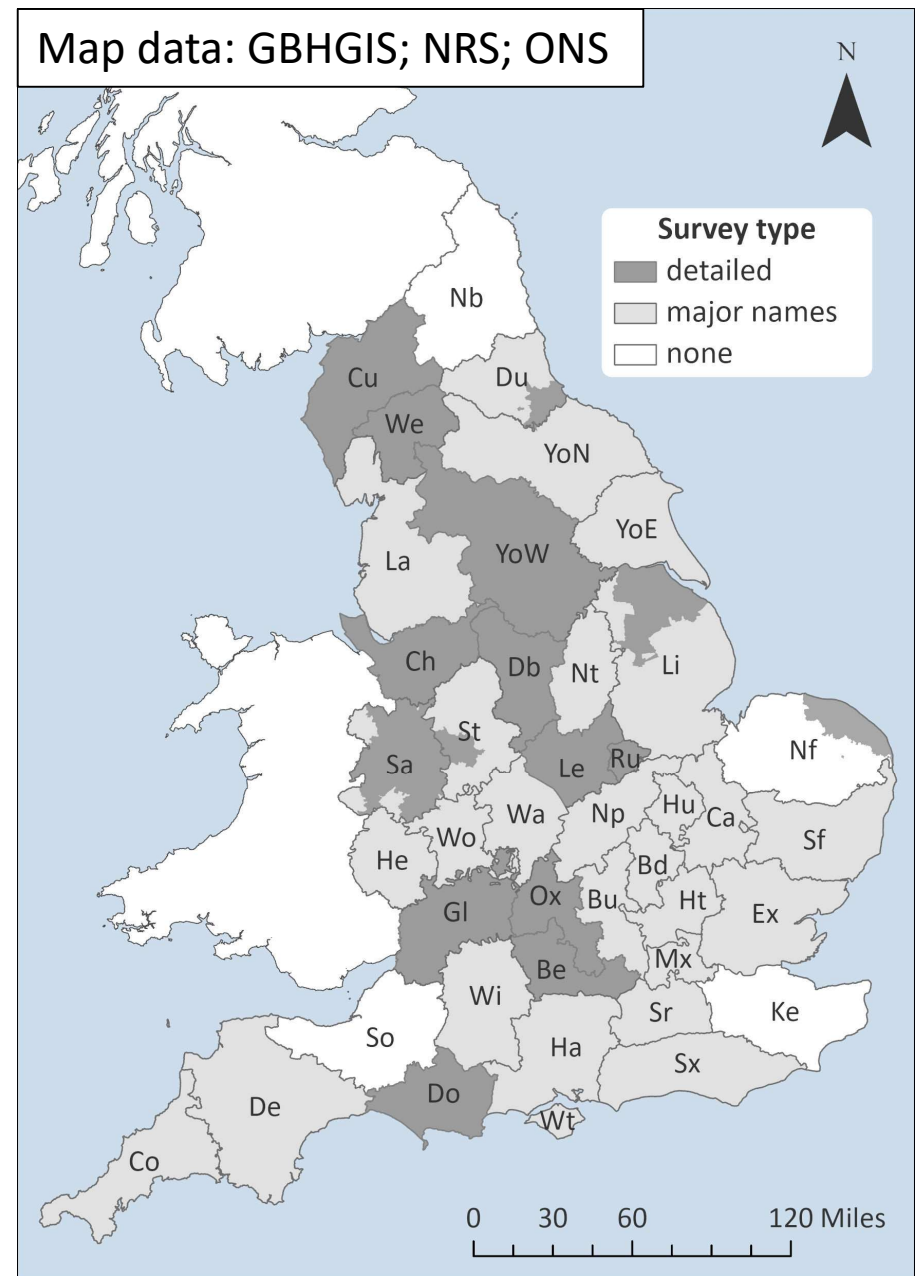 Map data: GBHGIS; NRS; ONS
N
Survey type
detailed
major names
none
Nb
Cu
Du
We
YoN
YoE
La
YoW
Ch
Db
Nt
Li
St
Sa
Le
Ru
Nf
Wa
Np
Hu
Ca
Wo
He
Sf
Bd
Ox
Bu
Ht
Gl
Ex
Mx
Be
Wi
Sr
Ke
So
Ha
Sx
Do
De
Wt
Co
0 30 60 120 Miles